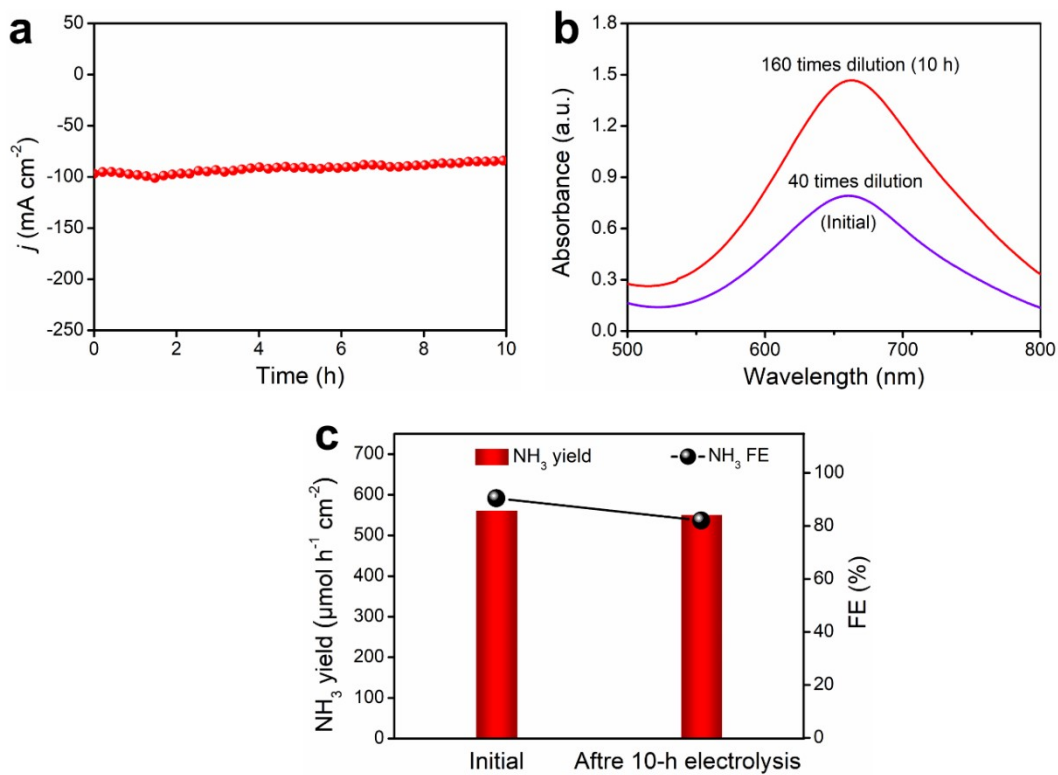 a
50
0
-50
-100
-150
-200
-250
j (mA cm⁻²)
0 2 4 6 8 10
Time (h)
b
1.8
1.5
1.2
0.9
0.6
0.3
0.0
Absorbance (a.u.)
160 times dilution (10 h)
40 times dilution
(Initial)
500 600 700 800
Wavelength (nm)
c
700
600
500
400
300
200
100
0
NH₃ yield (μmol h⁻¹ cm⁻²)
NH₃ yield NH₃ FE
100
80
60
40
20
0
FE (%)
Initial Aftre 10-h electrolysis